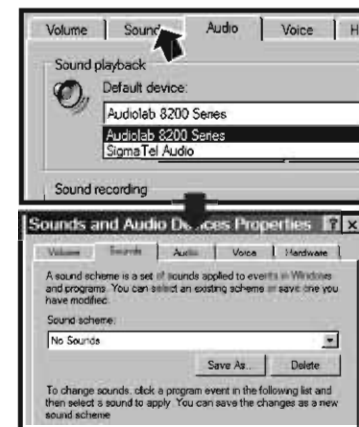 Volume Sounds Audio Voice H
Sound playback
Default device:
Audiolab 8200 Series
Audiolab 8200 Series
SigmaTel Audio
Sound recording
Sounds and Audio Devices Properties ? ×
Volume Sounds Audio Voice Hardware
A sound scheme is a set of sounds applied to events in Windows
and programs. You can select an existing scheme or save one you
have modified.
Sound scheme:
No Sounds
Save As... Delete
To change sounds, click a program event in the following list and
then select a sound to apply. You can save the changes as a new
sound scheme.